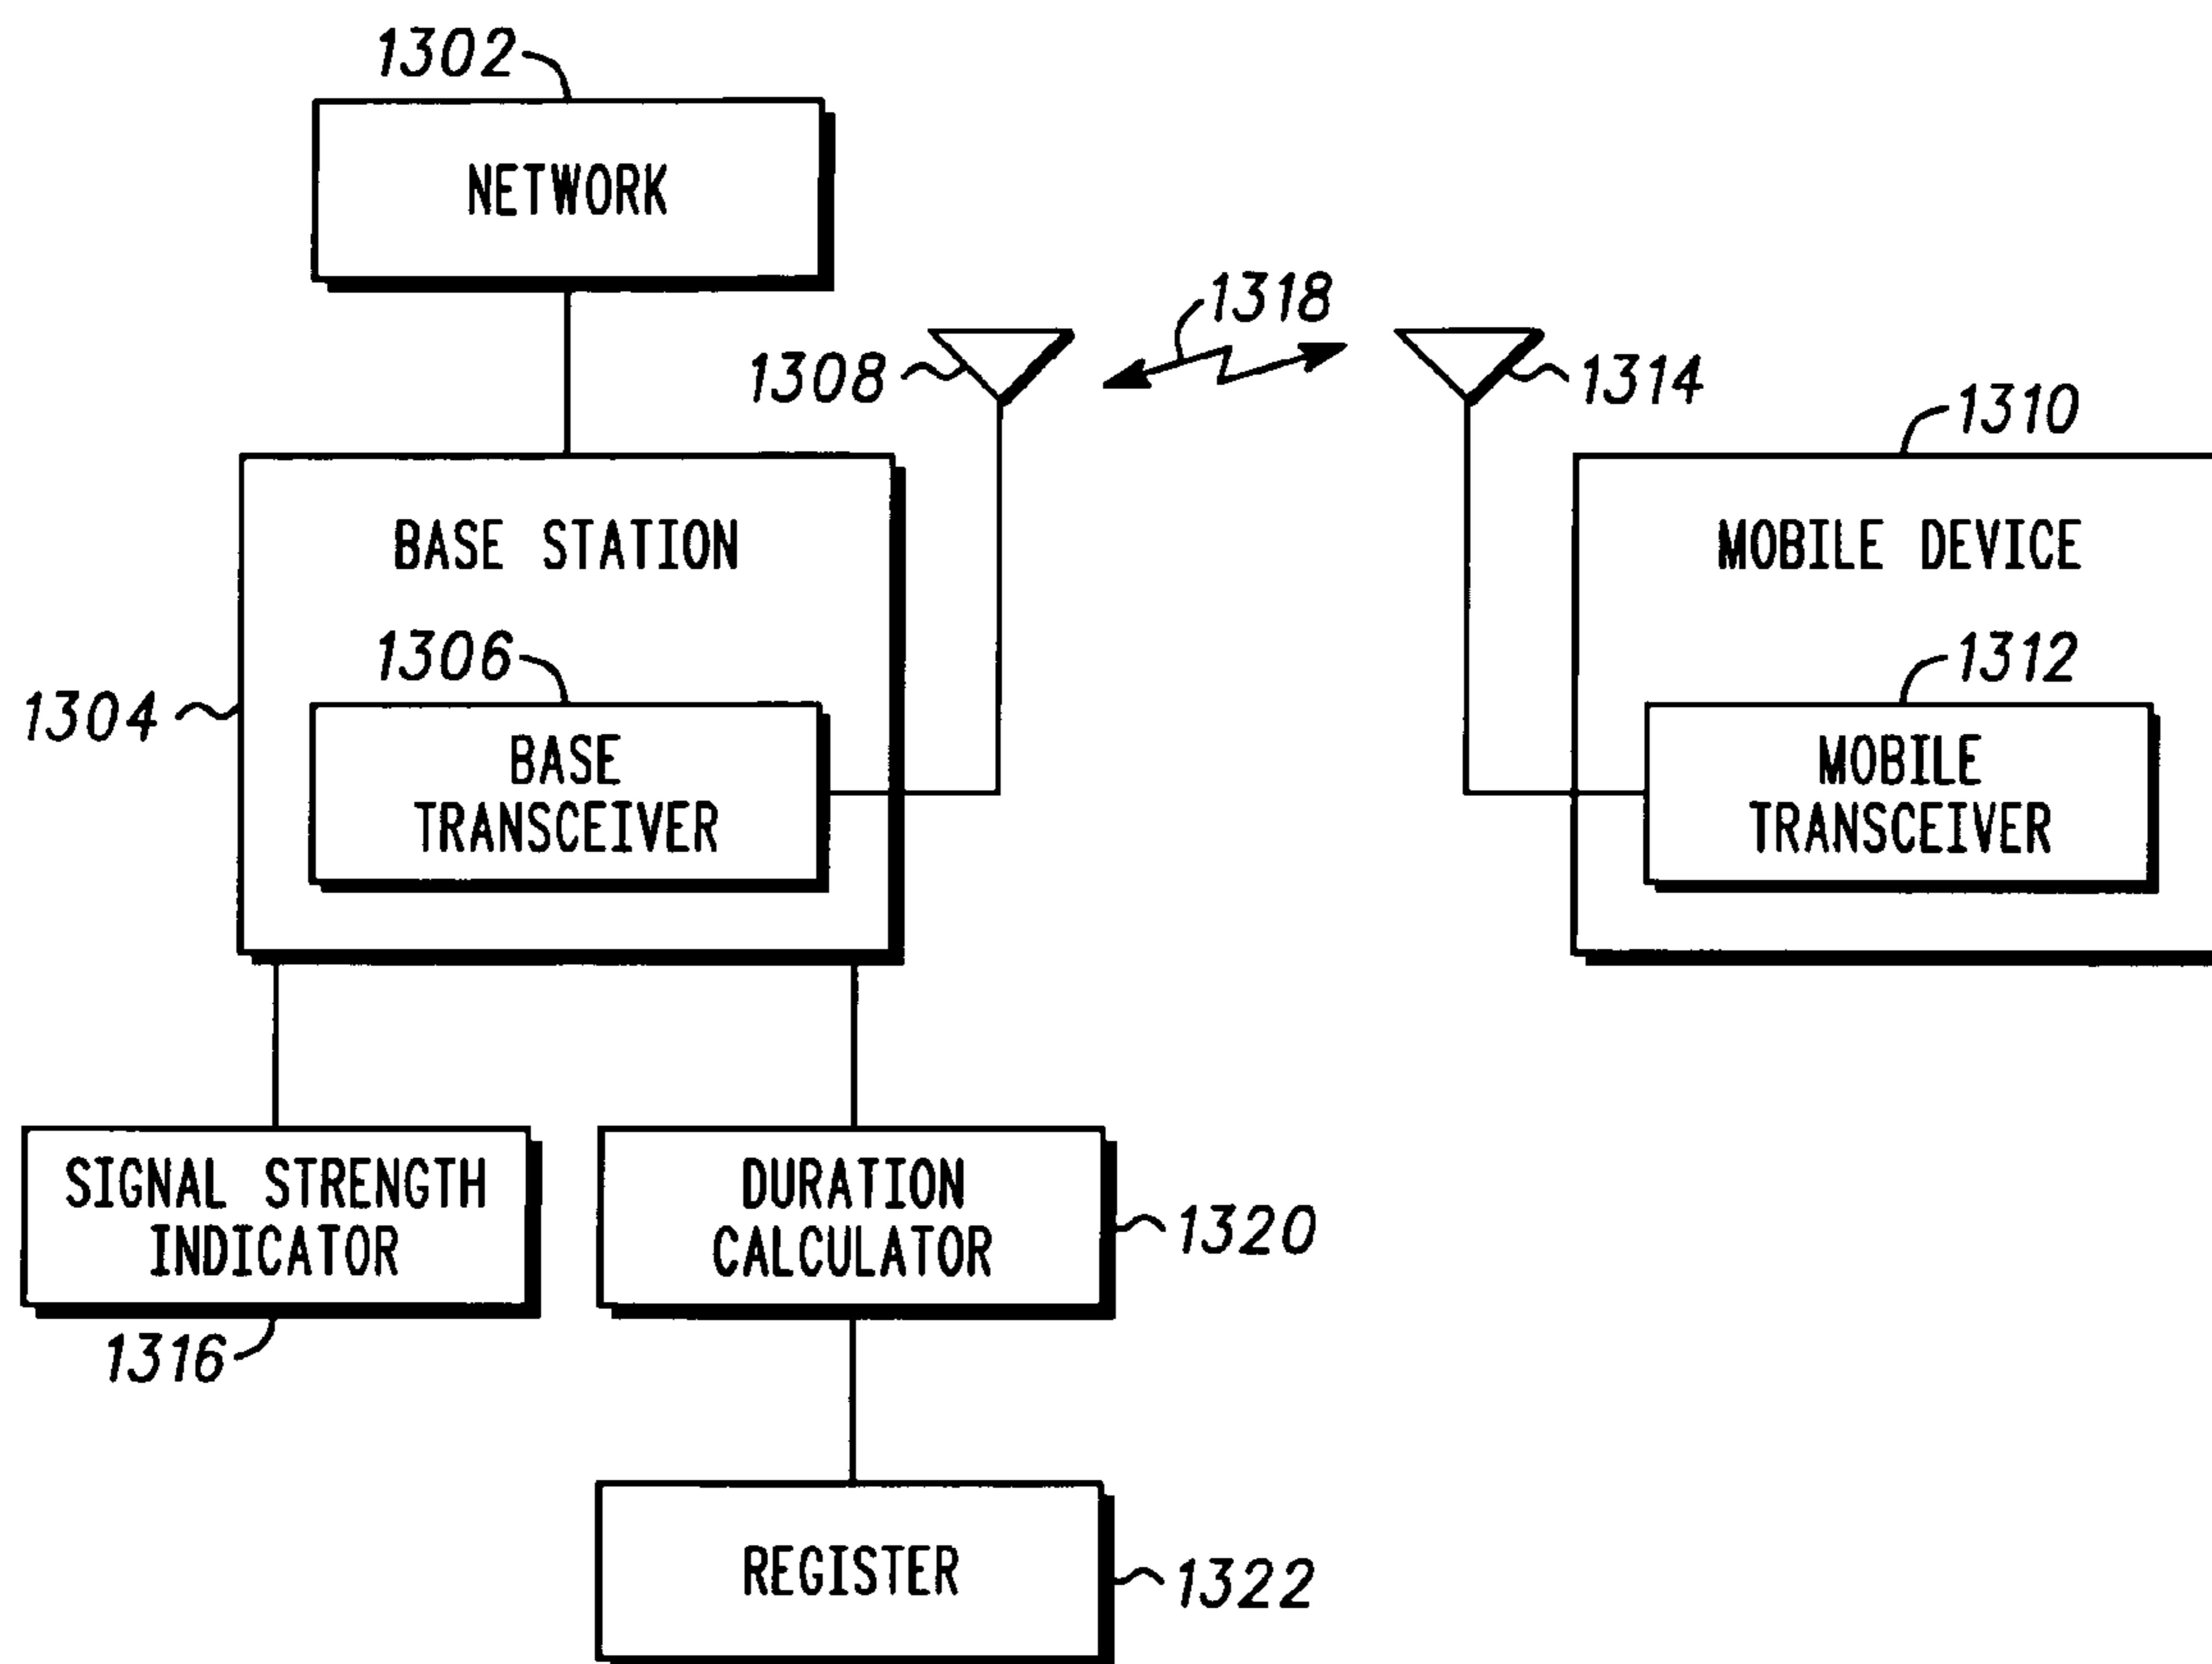 1302
NETWORK
1318
1308
1314
1310
BASE STATION
MOBILE DEVICE
1306
1312
1304
BASE
TRANSCEIVER
MOBILE
TRANSCEIVER
SIGNAL STRENGTH
INDICATOR
DURATION
CALCULATOR
1320
1316
REGISTER
1322